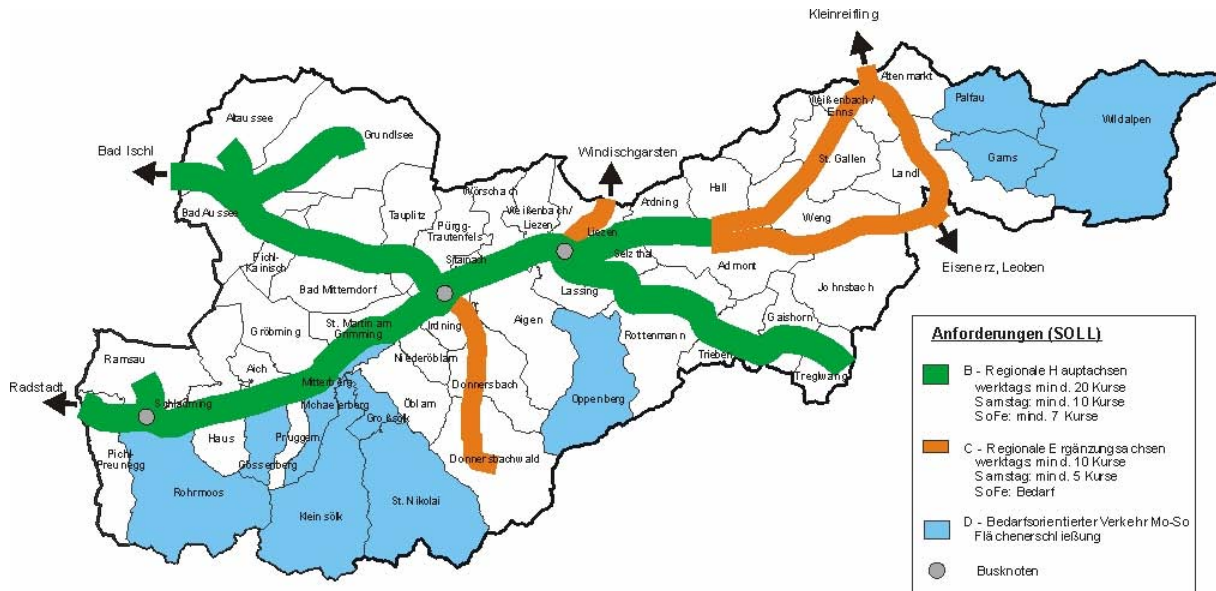 Kleinreifling
Altenmarkt
Weißenbach /
Enns
Palfau
Wildalpen
Altaussee
Grundlsee
Bad Ischl
Windischgarsten
St. Gallen
Gams
Landl
Hall
Ardning
Wörschach
Weißenbach/
Liezen
Tauplitz
Bad Aussee
Pürgg-
Trautenfels
Liezen
Weng
Selzthal
Pichl-
Kainisch
Stainach
Admont
Eisenerz, Leoben
Bad Mitterndorf
Lassing
Johnsbach
Gröbming
St. Martin am
Grimming
Irdning
Aigen
Gaishorn
Rottenmann
Ramsau
Aich
Niederöblarn
Trieben
Treglwang
Radstadt
Mitterberg
Donnersbach
Schladming
Michaelerberg
Öblarn
Oppenberg
Großsölk
Haus
Pruggern
Pichl-
Preunegg
Gössenberg
Donnersbachwald
Rohrmoos
St. Nikolai
Kleinsölk
Anforderungen (SOLL)
B - Regionale Hauptachsen
werktags: mind. 20 Kurse
Samstag: mind. 10 Kurse
SoFe: mind. 7 Kurse
C - Regionale Ergänzungsachsen
werktags: mind. 10 Kurse
Samstag: mind. 5 Kurse
SoFe: Bedarf
D - Bedarfsorientierter Verkehr Mo-So
Flächenerschließung
Busknoten